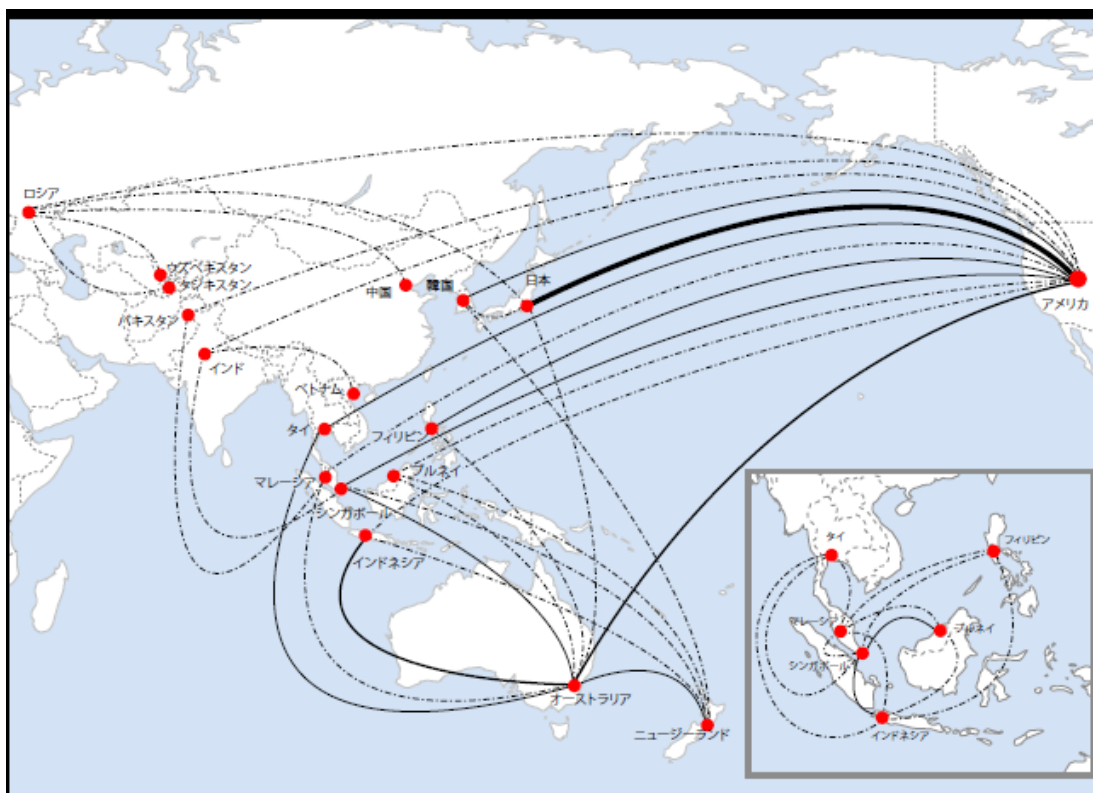 ロシア
ウズベキスタン
タジキスタン
パキスタン
インド
中国
韓国
日本
アメリカ
ベトナム
タイ
フィリピン
マレーシア
ブルネイ
シンガポール
インドネシア
オーストラリア
ニュージーランド
タイ
フィリピン
マレーシア
ブルネイ
シンガポール
インドネシア